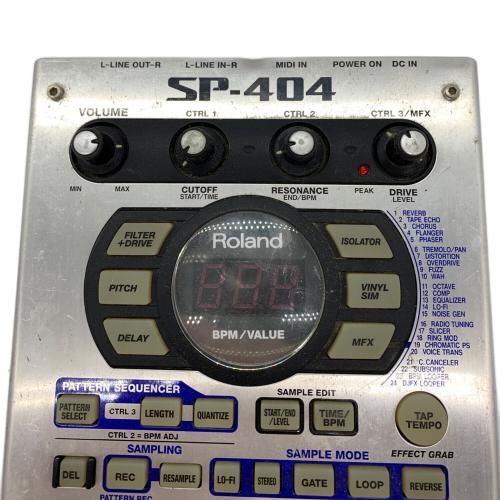 L-LINE OUT-R L-LINE IN-R MIDI IN POWER ON DC IN
SP-404
VOLUME CTRL 1 CTRL 2 CTRL 3/MFX
MIN MAX CUTOFF RESONANCE PEAK DRIVE
START/TIME END/BPM LEVEL
FILTER
+DRIVE
PITCH
DELAY
Roland
BPM/VALUE
ISOLATOR
VINYL
SIM
MFX
1 REVERB
2 TAPE ECHO
3 CHORUS
4 FLANGER
5 PHASER
6 TREMOLO/PAN
7 DISTORTION
8 OVERDRIVE
9 FUZZ
10 WAH
11 OCTAVE
12 COMP
13 EQUALIZER
14 LO-FI
15 NOISE GEN
16 RADIO TUNING
17 SLICER
18 RING MOD
19 CHROMATIC PS
20 VOICE TRANS
21 C.CANCELER
22 SUBSONIC
23 BPM LOOPER
24 DJFX LOOPER
PATTERN SEQUENCER
PATTERN
SELECT
CTRL 3
LENGTH
QUANTIZE
CTRL 2 = BPM ADJ
SAMPLE EDIT
START/END
/LEVEL
TIME/
BPM
TAP
TEMPO
EFFECT GRAB
SAMPLING
DEL
REC
RESAMPLE
PATTERN REC
SAMPLE MODE
LO-FI
STEREO
GATE
LOOP
REVERSE